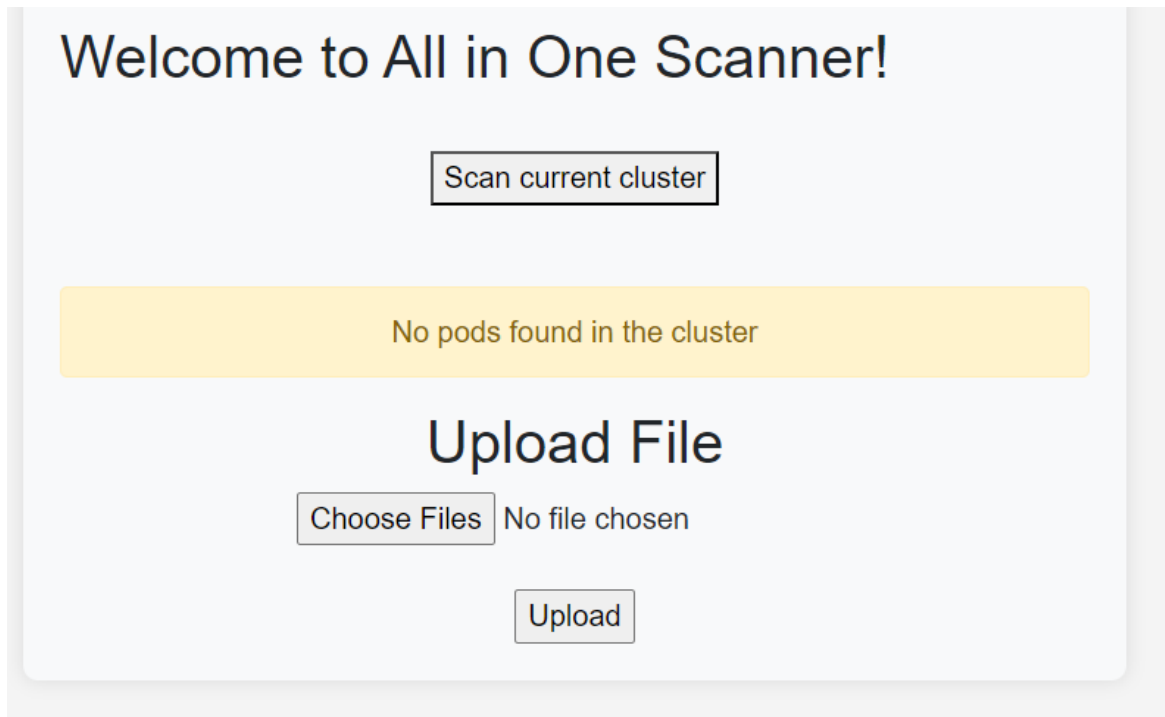 Welcome to All in One Scanner!
Scan current cluster
No pods found in the cluster
Upload File
Choose Files No file chosen
Upload